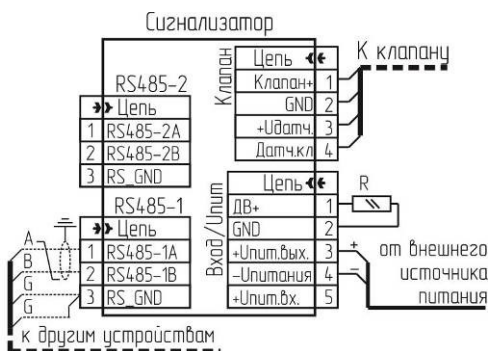 Сигнализатор
RS485-2
Цепь
1 RS485-2A
2 RS485-2B
3 RS_GND
RS485-1
Цепь
1 RS485-1A
2 RS485-1B
3 RS_GND
A
B
G
G
к другим устройствам
Клапан
Цепь
Клапан+ 1
GND 2
+Uдатч. 3
Датч.кл 4
К клапану
Вход/Uпит
Цепь
ДВ+ 1
GND 2
+Uпит.вых. 3
-Uпитания 4
+Uпит.вх. 5
R
+
–
от внешнего
источника
питания